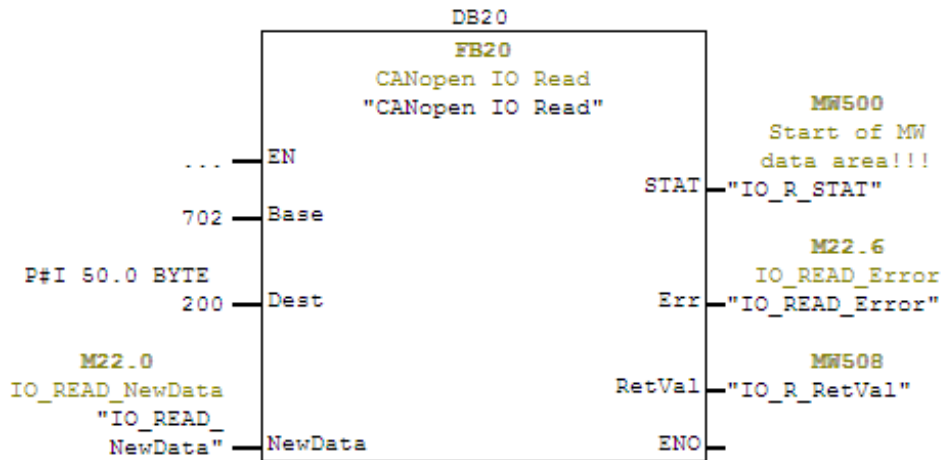 DB20
FB20
CANopen IO Read
"CANopen IO Read"
MW500
Start of MW
data area!!!
... EN
STAT "IO_R_STAT"
702 Base
M22.6
P#I 50.0 BYTE
IO_READ_Error
200 Dest
Err "IO_READ_Error"
M22.0
MW508
IO_READ_NewData
RetVal "IO_R_RetVal"
"IO_READ_
NewData" NewData
ENO